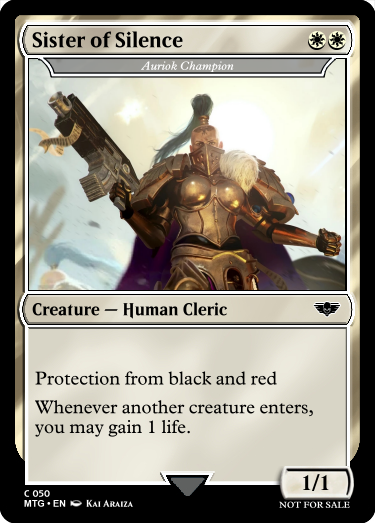 Sister of Silence
Auriok Champion
Creature — Human Cleric
Protection from black and red
Whenever another creature enters,
you may gain 1 life.
1/1
C 050
MTG • EN Kai Araiza
NOT FOR SALE